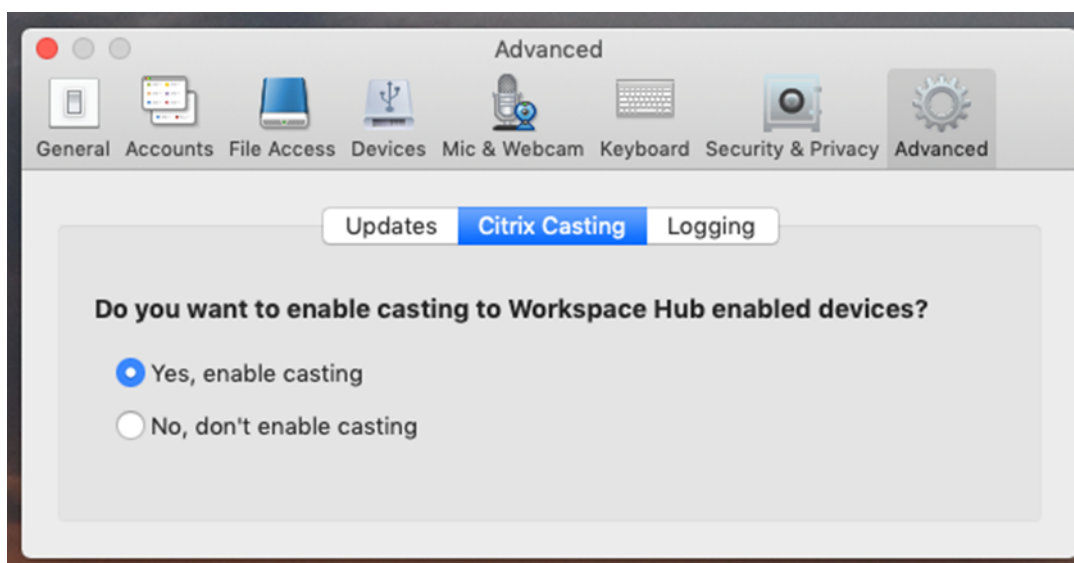 Advanced
General Accounts File Access Devices Mic & Webcam Keyboard Security & Privacy Advanced
Updates Citrix Casting Logging
Do you want to enable casting to Workspace Hub enabled devices?
Yes, enable casting
No, don't enable casting